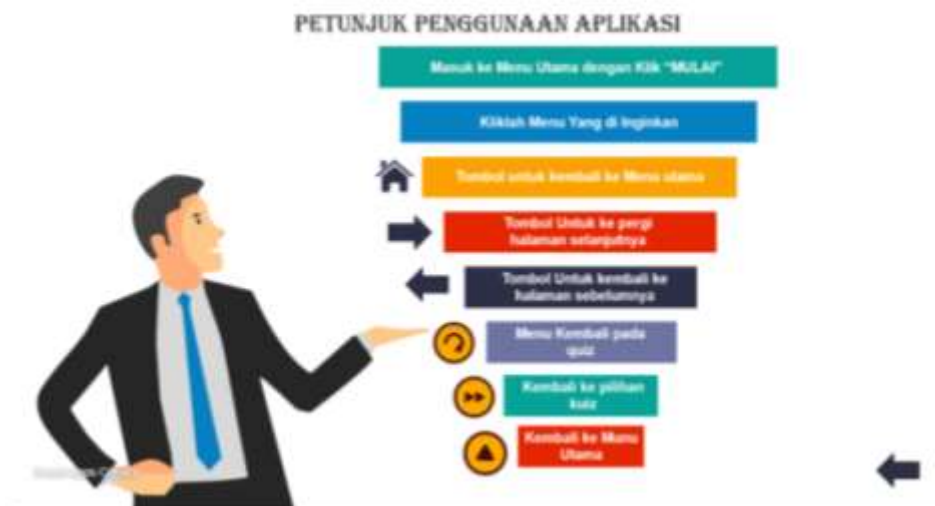 PETUNJUK PENGGUNAAN APLIKASI
Masuk ke Menu Utama dengan Klik "MULAI"
Kliklah Menu Yang di Inginkan
Tombol untuk kembali ke Menu utama
Tombol Untuk ke pergi
halaman selanjutnya
Tombol Untuk kembali ke
halaman sebelumnya
Menu Kembali pada
quiz
Kembali ke pilihan
kuiz
Kembali ke Munu
Utama